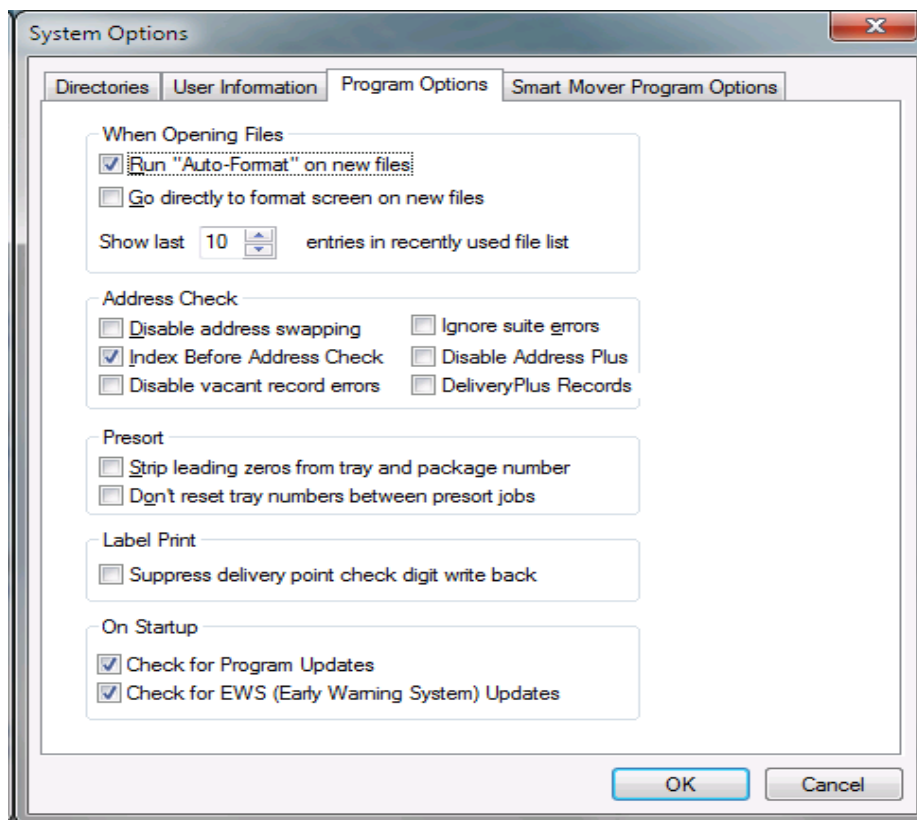 System Options
Directories User Information Program Options Smart Mover Program Options
When Opening Files
Run "Auto-Format" on new files
Go directly to format screen on new files
Show last 10 entries in recently used file list
Address Check
Disable address swapping Ignore suite errors
Index Before Address Check Disable Address Plus
Disable vacant record errors DeliveryPlus Records
Presort
Strip leading zeros from tray and package number
Don't reset tray numbers between presort jobs
Label Print
Suppress delivery point check digit write back
On Startup
Check for Program Updates
Check for EWS (Early Warning System) Updates
OK Cancel